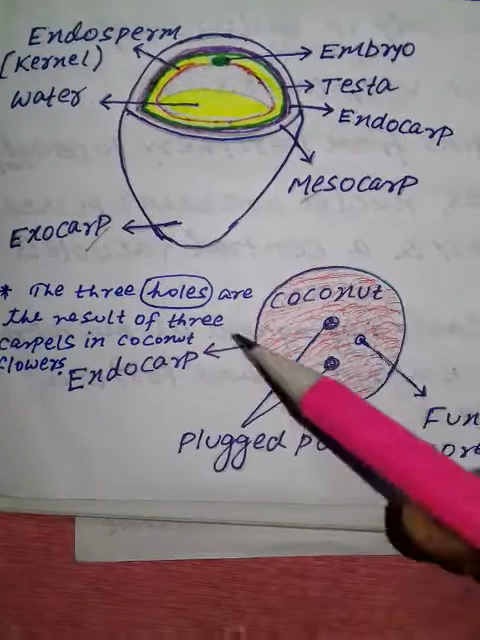 Endosperm
(Kernel)
Water
Embryo
Testa
Endocarp
Mesocarp
Exocarp
* The three holes are
the result of three
carpels in coconut
flowers.
coconut
Endocarp
Plugged